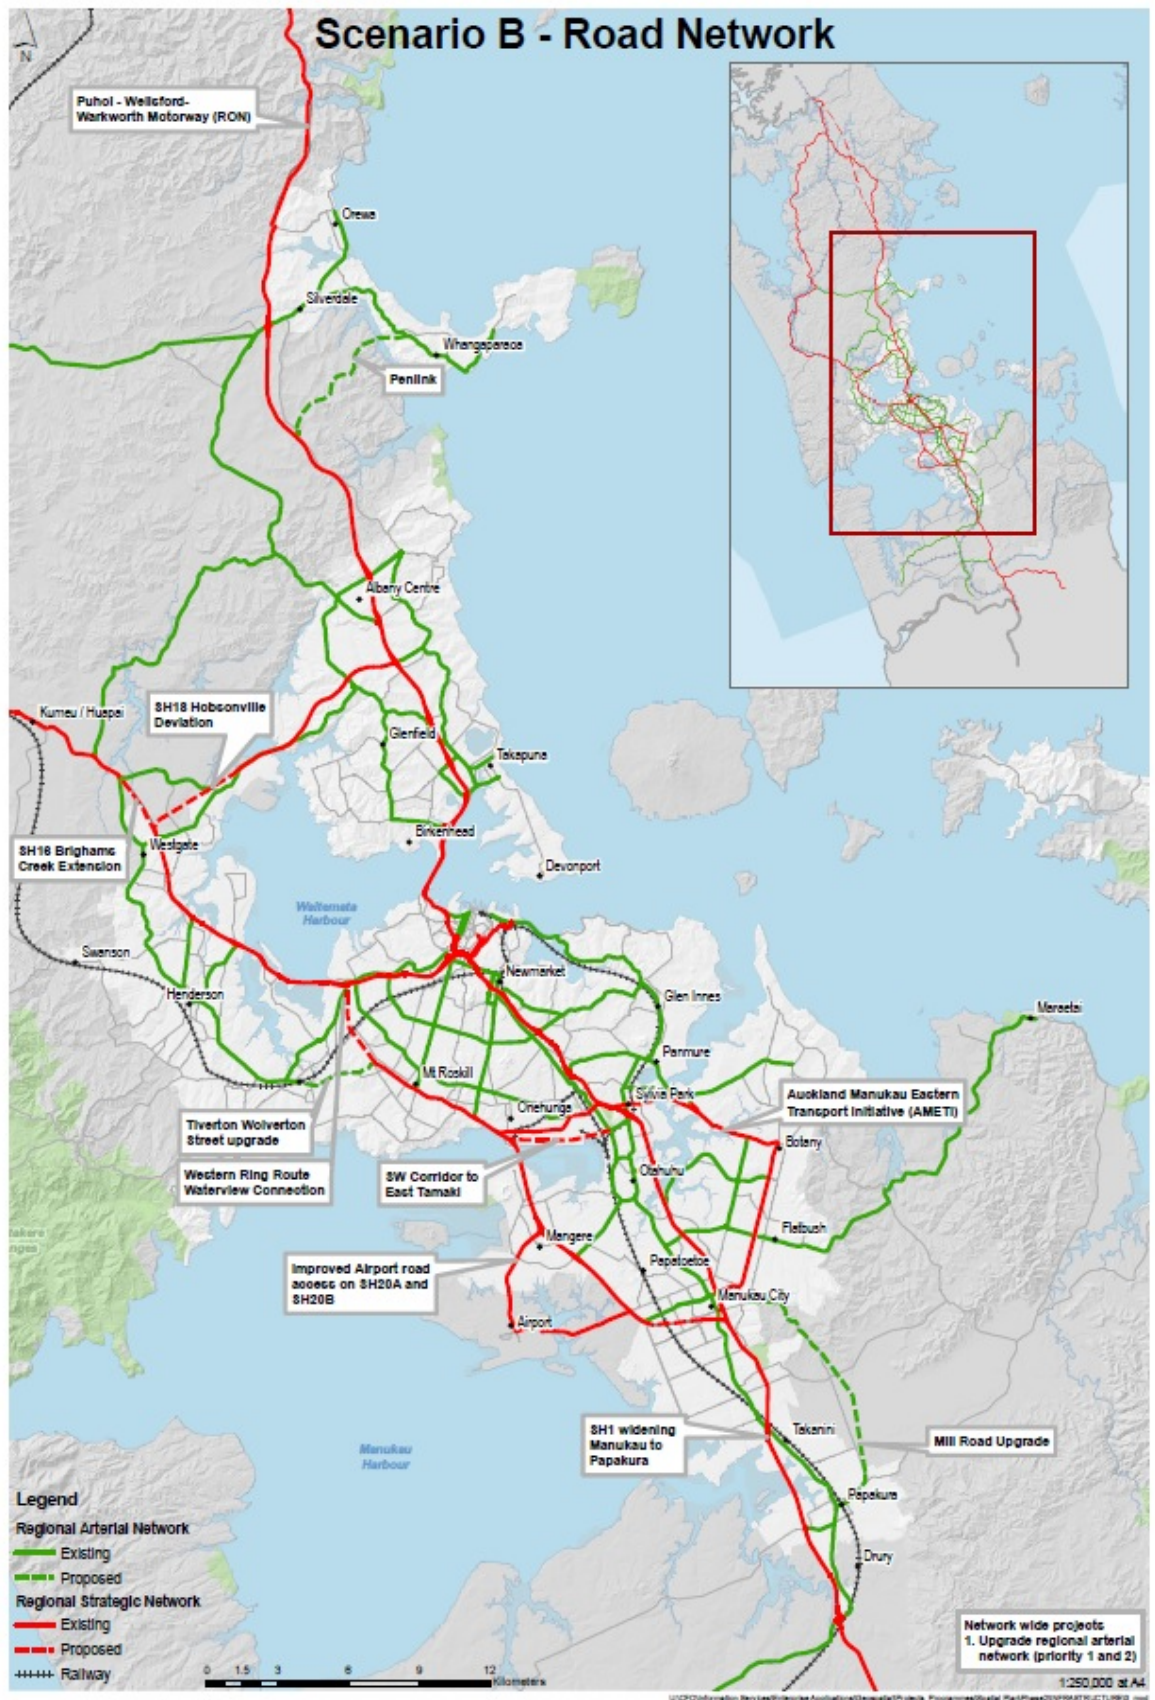 Scenario B - Road Network
N
Puhoi - Wellsford-
Warkworth Motorway (RON)
Orewa
Silverdale
Whangaparaoa
Penlink
Albany Centre
Kumeu / Huapai
SH18 Hobsonville
Deviation
Glenfield
Takapuna
Birkenhead
SH16 Brighams
Creek Extension
Westgate
Devonport
Waitemata
Harbour
Swanson
Newmarket
Henderson
Glen Innes
Maraetai
Panmure
Mt Roskill
Sylvia Park
Auckland Manukau Eastern
Transport Initiative (AMETI)
Onehunga
Tiverton Wolverton
Street upgrade
Botany
Western Ring Route
Waterview Connection
SW Corridor to
East Tamaki
Otahuhu
Flatbush
Mangere
Papatoetoe
Improved Airport road
access on SH20A and
SH20B
Manukau City
Airport
SH1 widening
Manukau to
Papakura
Takanini
Mill Road Upgrade
Manukau
Harbour
Papakura
Drury
Legend
Regional Arterial Network
Existing
Proposed
Regional Strategic Network
Existing
Proposed
Railway
0 1.5 3 6 9 12
Kilometers
Network wide projects
1. Upgrade regional arterial
network (priority 1 and 2)
1:250,000 at A4